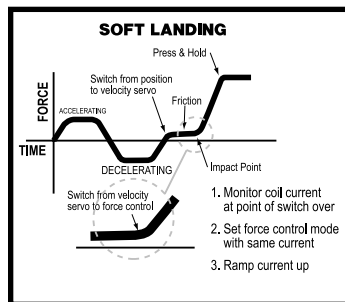 SOFT LANDING
Press & Hold
Switch from position
to velocity servo
Friction
FORCE
ACCELERATING
TIME
DECELERATING
Impact Point
Switch from velocity
servo to force control
1. Monitor coil current
at point of switch over
2. Set force control mode
with same current
3. Ramp current up